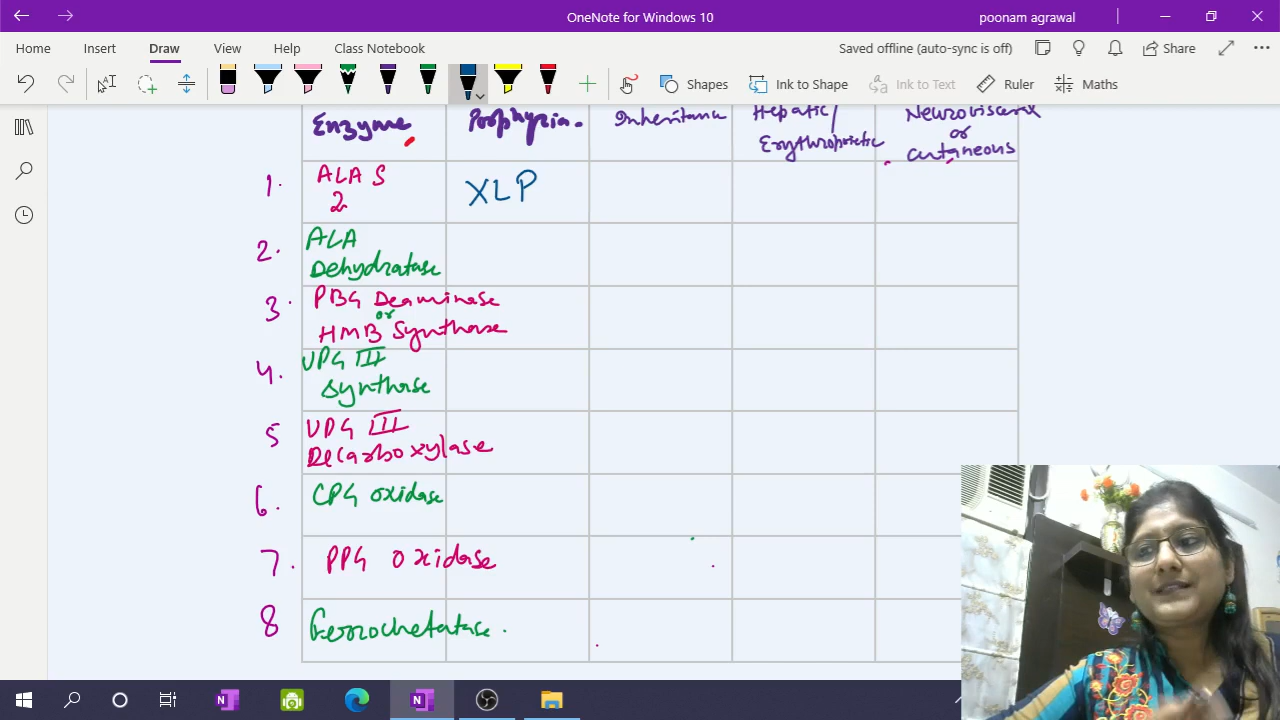 OneNote for Windows 10
poonam agrawal
Home Insert Draw View Help Class Notebook
Saved offline (auto-sync is off)
Share
Shapes
Ink to Shape
Ink to Text
Ruler
Maths
Enzyme Porphyria. Inheritance Hepatic/ Neurovisceral
Erythropoietic or
cutaneous
1. ALA S XLP
2
2. ALA
Dehydratase
3. PBG Deaminase
or
HMB Synthase
4. UPG III
Synthase
5 UPG III
Decarboxylase
6. CPG oxidase
7. PPG Oxidase
8 Ferrochetatase.